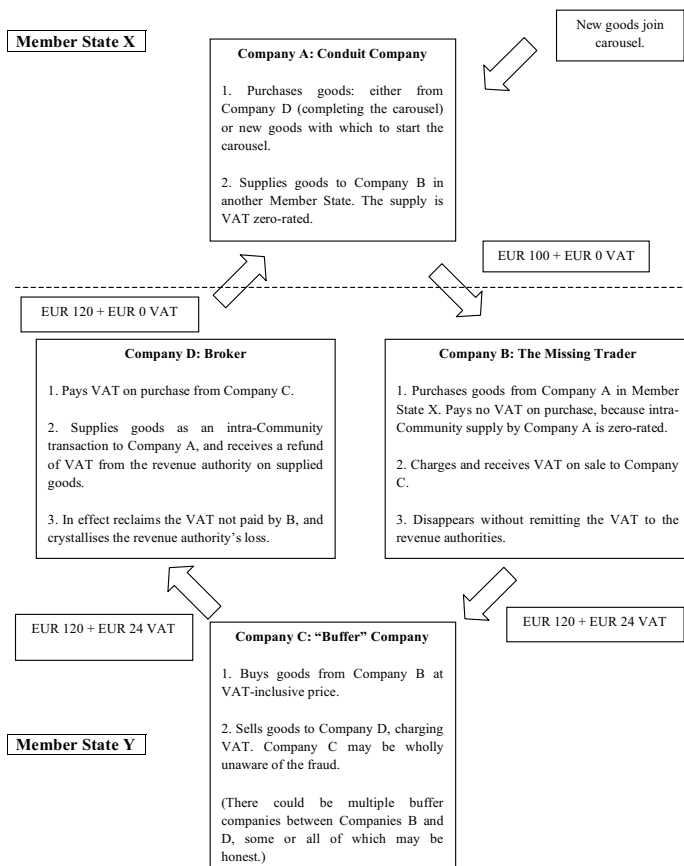 Member State X
New goods join
carousel.
Company A: Conduit Company
1. Purchases goods: either from
Company D (completing the carousel)
or new goods with which to start the
carousel.
2. Supplies goods to Company B in
another Member State. The supply is
VAT zero-rated.
EUR 100 + EUR 0 VAT
EUR 120 + EUR 0 VAT
Company D: Broker
1. Pays VAT on purchase from Company C.
2. Supplies goods as an intra-Community
transaction to Company A, and receives a refund
of VAT from the revenue authority on supplied
goods.
3. In effect reclaims the VAT not paid by B, and
crystallises the revenue authority's loss.
Company B: The Missing Trader
1. Purchases goods from Company A in Member
State X. Pays no VAT on purchase, because intra-
Community supply by Company A is zero-rated.
2. Charges and receives VAT on sale to Company
C.
3. Disappears without remitting the VAT to the
revenue authorities.
EUR 120 + EUR 24 VAT
EUR 120 + EUR 24 VAT
Company C: “Buffer” Company
1. Buys goods from Company B at
VAT-inclusive price.
2. Sells goods to Company D, charging
VAT. Company C may be wholly
unaware of the fraud.
(There could be multiple buffer
companies between Companies B and
D, some or all of which may be
honest.)
Member State Y